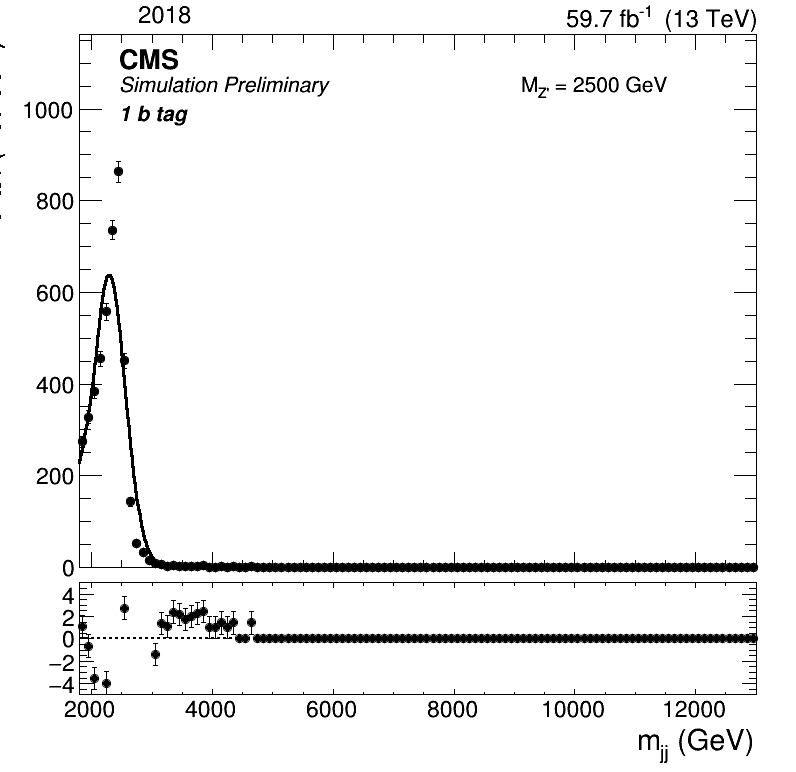 2018 59.7 fb⁻¹ (13 TeV)
CMS
Simulation Preliminary
M_Z' = 2500 GeV
1 b tag
1000
800
600
400
200
0
4
2
0
−2
−4
2000 4000 6000 8000 10000 12000
m_jj (GeV)